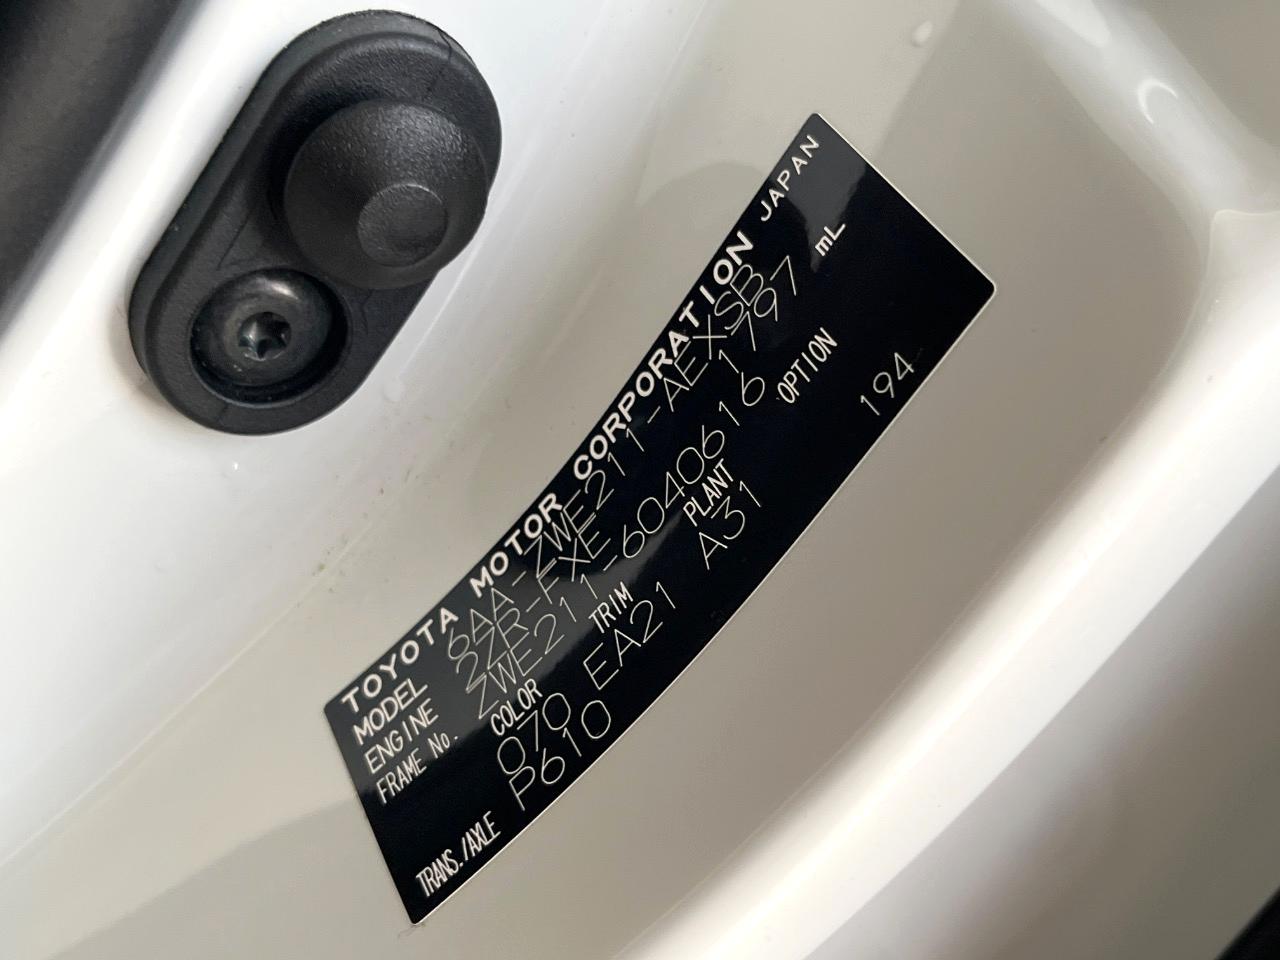 TOYOTA MOTOR CORPORATION JAPAN
MODEL 6AA-ZWE211-AEXSB
ENGINE 2ZR-FXE 1797 mL
FRAME No. ZWE211-6040616
COLOR TRIM PLANT OPTION
070 EA21 A31 194
TRANS./AXLE P610